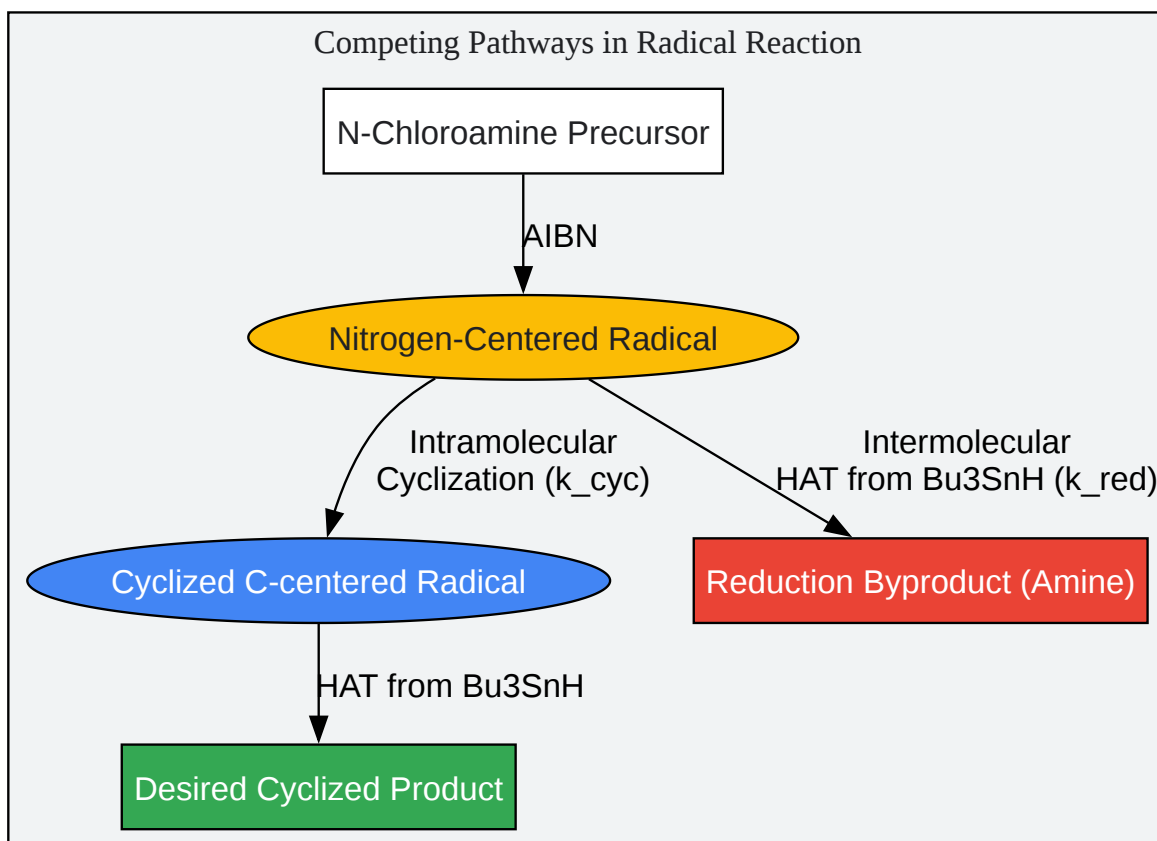 Competing Pathways in Radical Reaction
N-Chloroamine Precursor
AIBN
Nitrogen-Centered Radical
Intramolecular
Cyclization (k_cyc)
Intermolecular
HAT from Bu3SnH (k_red)
Cyclized C-centered Radical
Reduction Byproduct (Amine)
HAT from Bu3SnH
Desired Cyclized Product